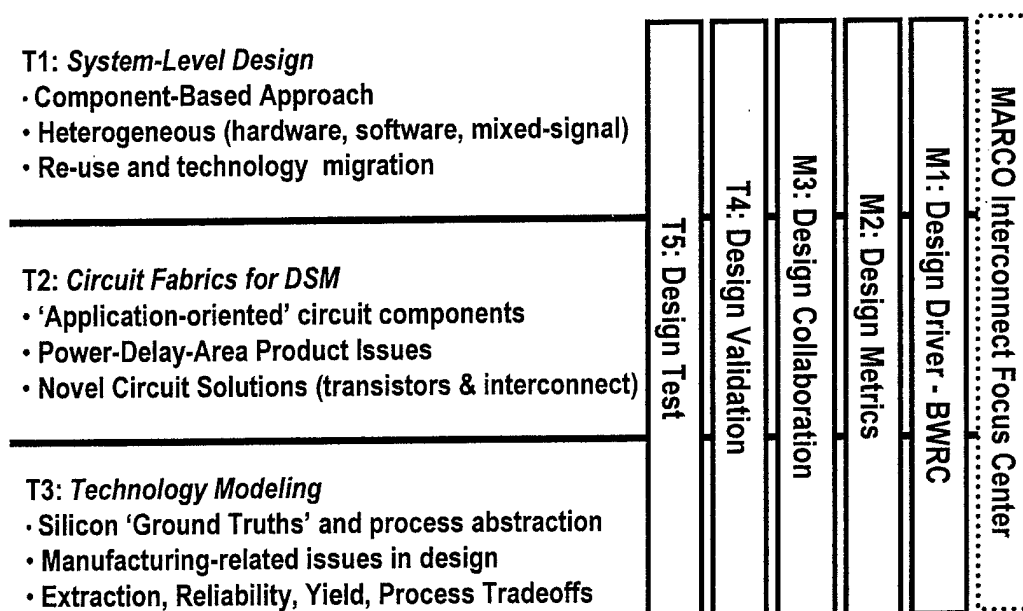 T1: System-Level Design
· Component-Based Approach
• Heterogeneous (hardware, software, mixed-signal)
• Re-use and technology migration
T2: Circuit Fabrics for DSM
• ‘Application-oriented’ circuit components
• Power-Delay-Area Product Issues
• Novel Circuit Solutions (transistors & interconnect)
T3: Technology Modeling
· Silicon ‘Ground Truths’ and process abstraction
• Manufacturing-related issues in design
• Extraction, Reliability, Yield, Process Tradeoffs
T5: Design Test
T4: Design Validation
M3: Design Collaboration
M2: Design Metrics
M1: Design Driver - BWRC
MARCO Interconnect Focus Center